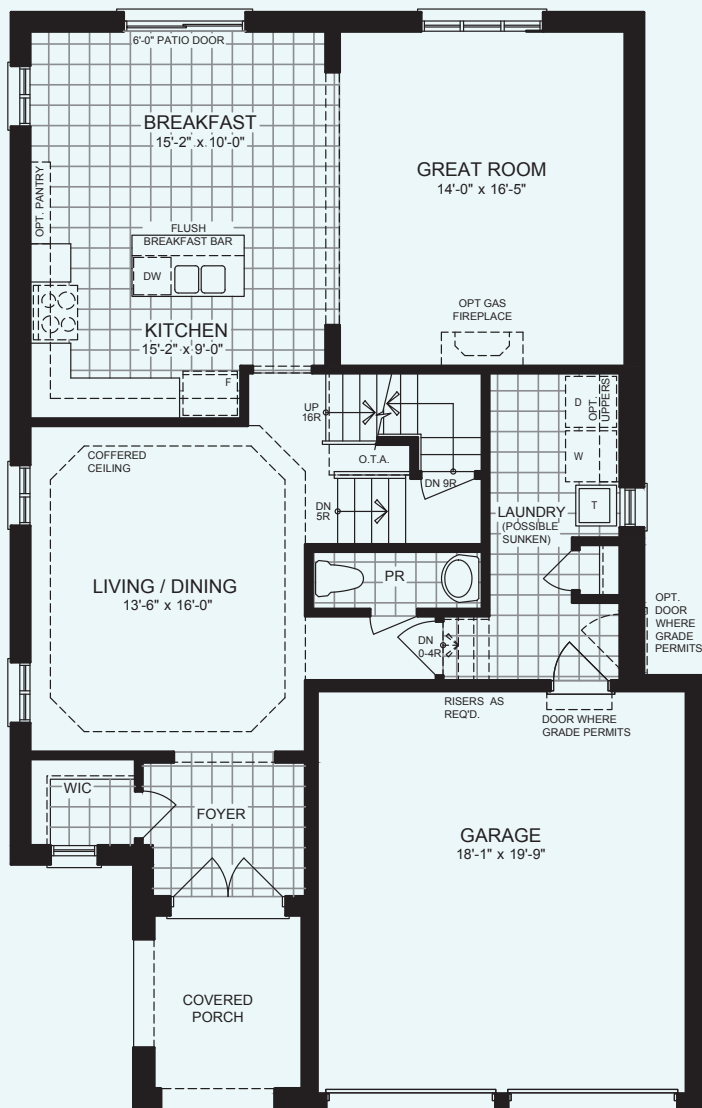 6'-0" PATIO DOOR
BREAKFAST
15'-2" x 10'-0"
GREAT ROOM
14'-0" x 16'-5"
OPT. PANTRY
FLUSH
BREAKFAST BAR
DW
KITCHEN
15'-2" x 9'-0"
F
OPT GAS
FIREPLACE
UP
16R
O.T.A.
DN 9R
DN
5R
D
OPT.
UPPERS
W
T
LAUNDRY
(POSSIBLE
SUNKEN)
COFFERED
CEILING
LIVING / DINING
13'-6" x 16'-0"
PR
DN
0-4R
OPT.
DOOR
WHERE
GRADE
PERMITS
RISERS AS
REQ'D.
DOOR WHERE
GRADE PERMITS
WIC
FOYER
GARAGE
18'-1" x 19'-9"
COVERED
PORCH